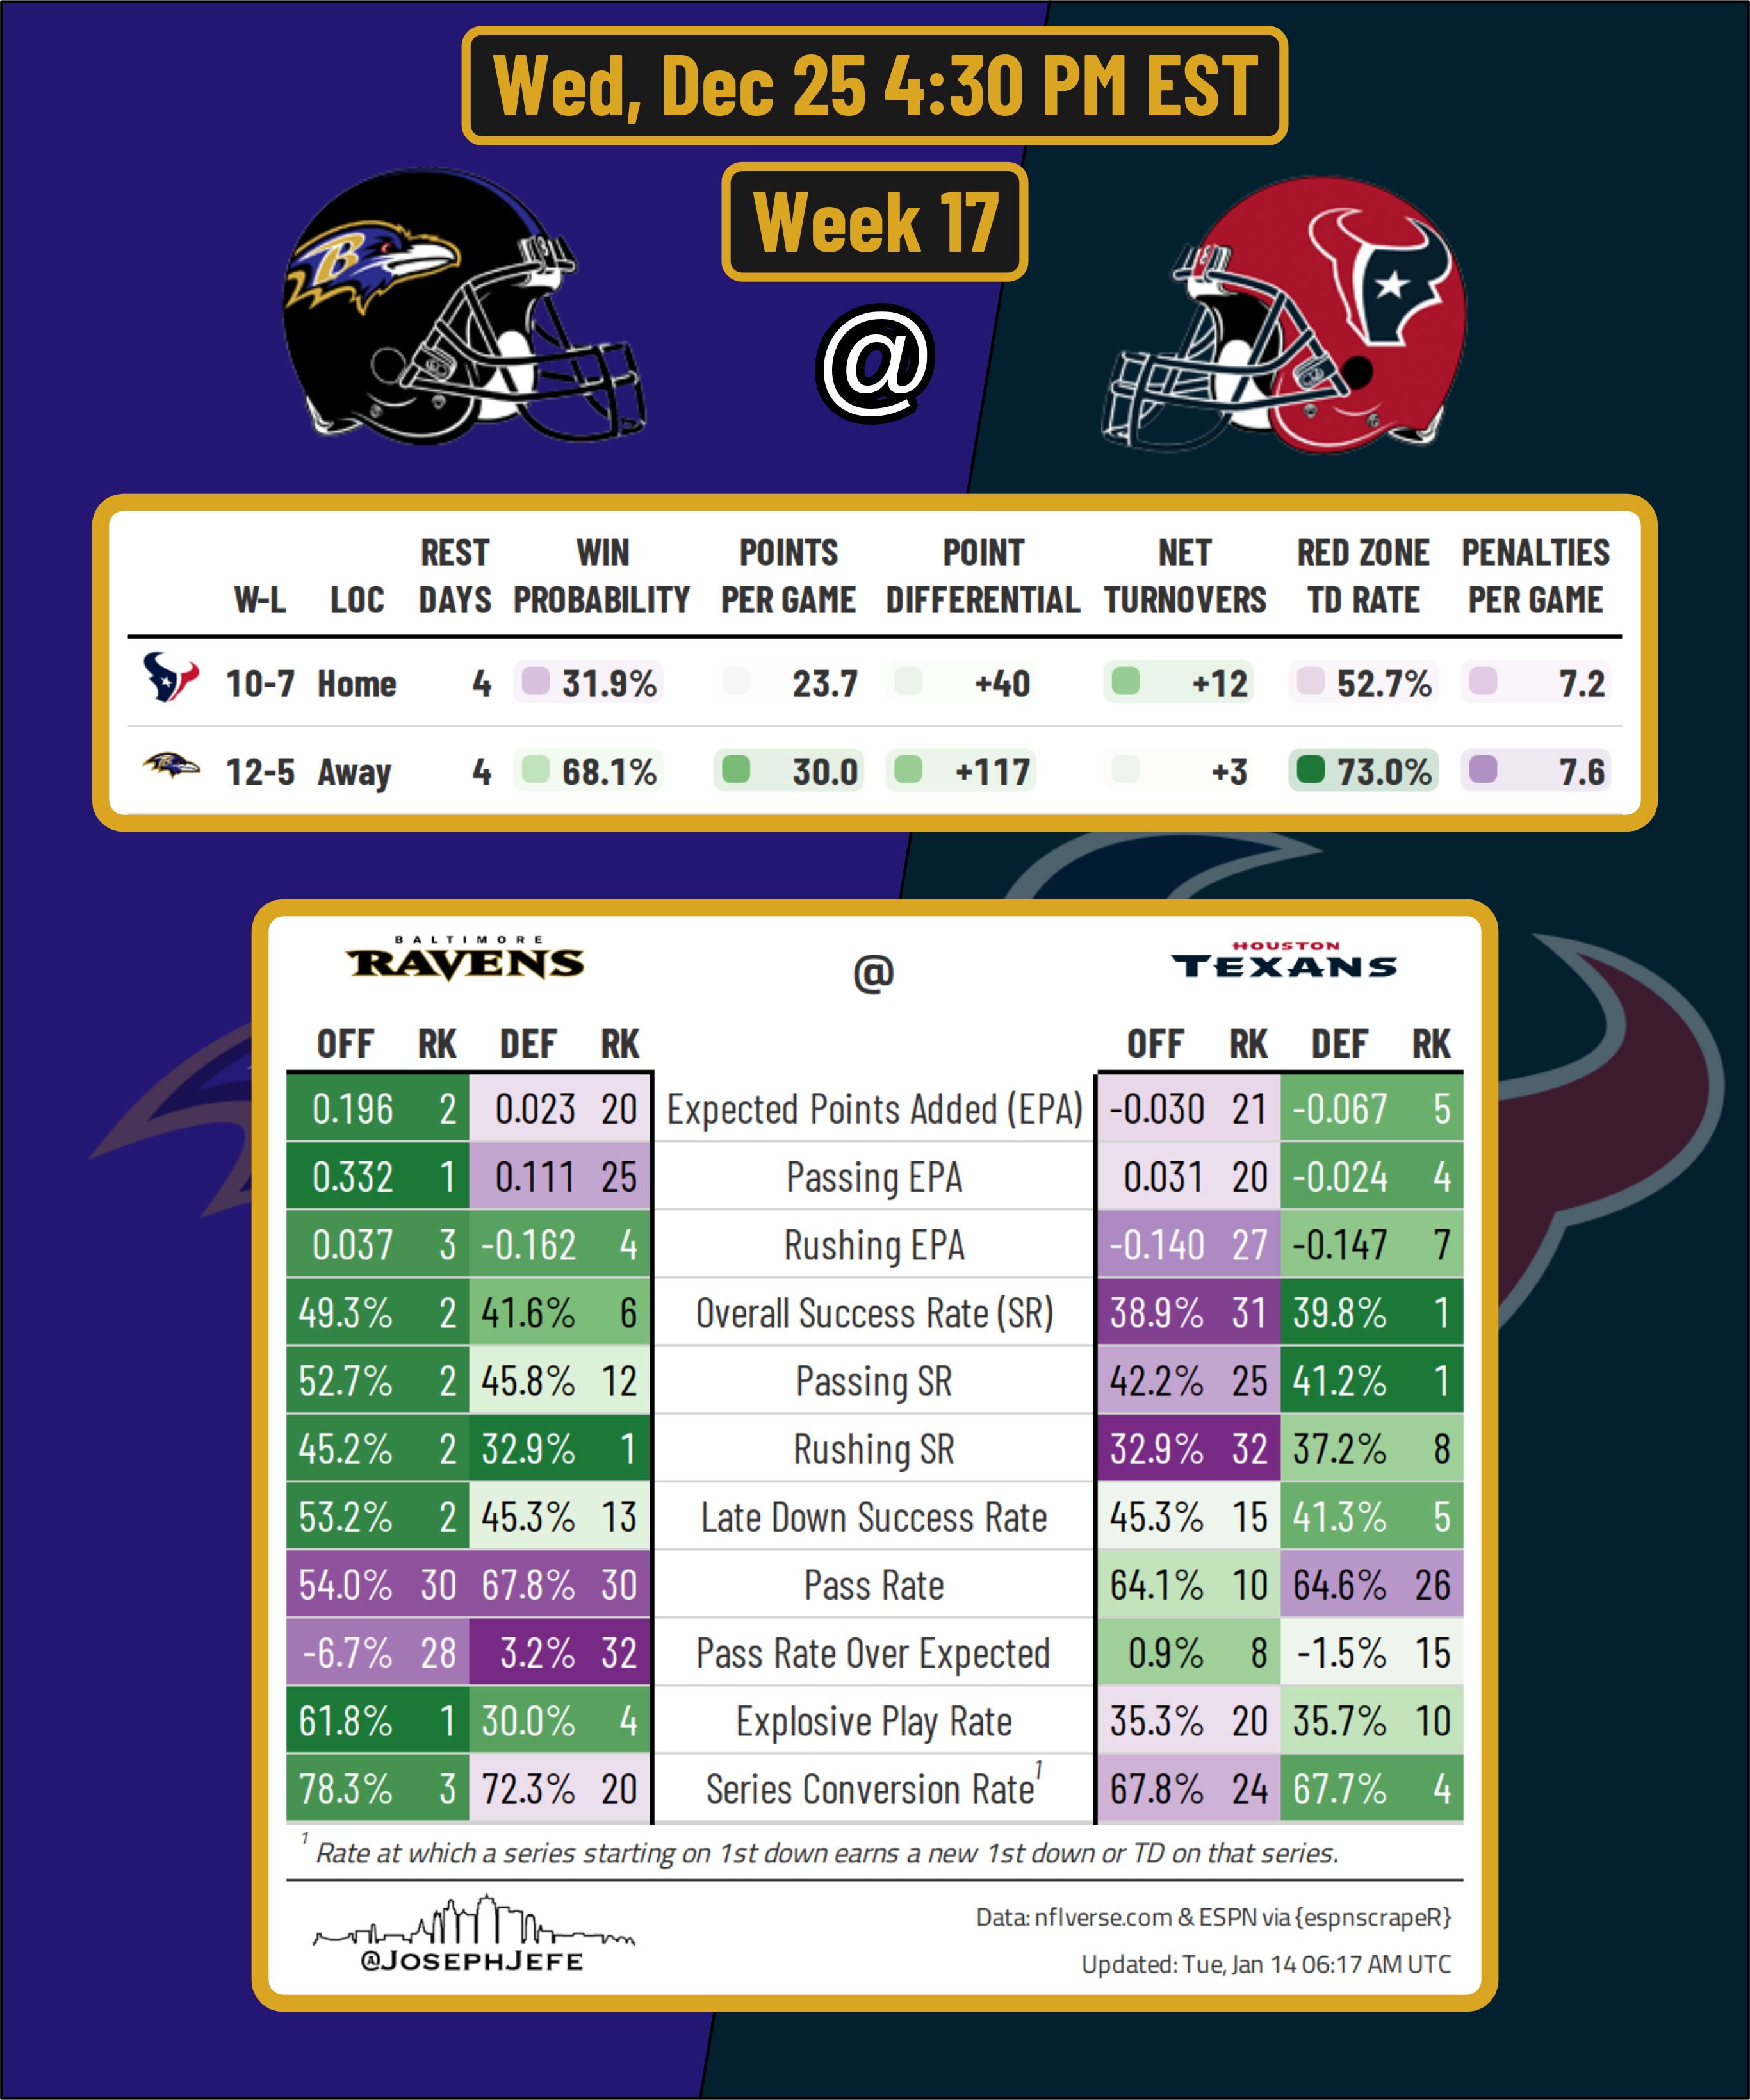 Wed, Dec 25 4:30 PM EST
Week 17
B
@
REST WIN POINTS POINT NET RED ZONE PENALTIES
W-L LOC DAYS PROBABILITY PER GAME DIFFERENTIAL TURNOVERS TD RATE PER GAME
10-7 Home 4 31.9% 23.7 +40 +12 52.7% 7.2
12-5 Away 4 68.1% 30.0 +117 +3 73.0% 7.6
BALTIMORE
RAVENS
@
HOUSTON
TEXANS
OFF RK DEF RK OFF RK DEF RK
0.196 2 0.023 20 Expected Points Added (EPA) -0.030 21 -0.067 5
0.332 1 0.111 25 Passing EPA 0.031 20 -0.024 4
0.037 3 -0.162 4 Rushing EPA -0.140 27 -0.147 7
49.3% 2 41.6% 6 Overall Success Rate (SR) 38.9% 31 39.8% 1
52.7% 2 45.8% 12 Passing SR 42.2% 25 41.2% 1
45.2% 2 32.9% 1 Rushing SR 32.9% 32 37.2% 8
53.2% 2 45.3% 13 Late Down Success Rate 45.3% 15 41.3% 5
54.0% 30 67.8% 30 Pass Rate 64.1% 10 64.6% 26
-6.7% 28 3.2% 32 Pass Rate Over Expected 0.9% 8 -1.5% 15
61.8% 1 30.0% 4 Explosive Play Rate 35.3% 20 35.7% 10
78.3% 3 72.3% 20 Series Conversion Rate¹ 67.8% 24 67.7% 4
¹ Rate at which a series starting on 1st down earns a new 1st down or TD on that series.
@JOSEPHJEFE
Data: nflverse.com & ESPN via {espnscrapeR}
Updated: Tue, Jan 14 06:17 AM UTC